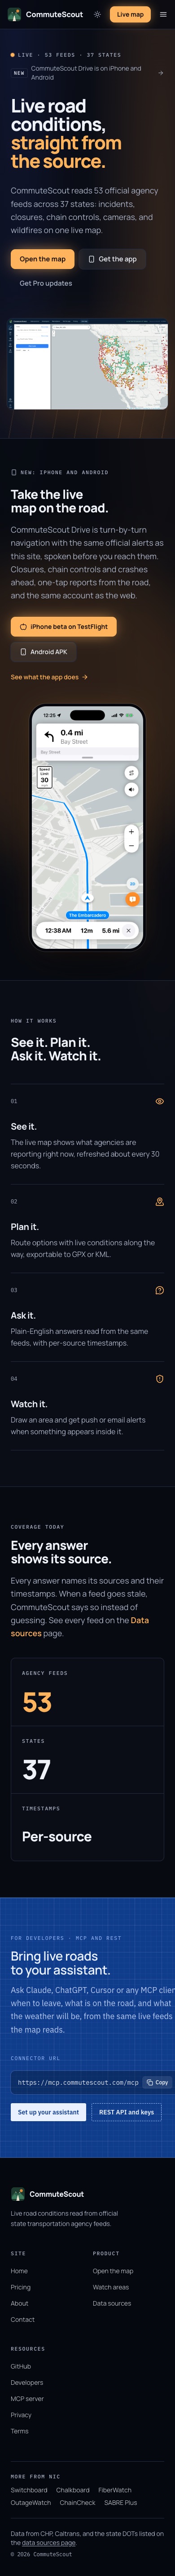 CommuteScout
Live map
LIVE · 53 FEEDS · 37 STATES
NEW
CommuteScout Drive is on iPhone and
Android
Live road
conditions,
straight from
the source.
CommuteScout reads 53 official agency
feeds across 37 states: incidents,
closures, chain controls, cameras, and
wildfires on one live map.
Open the map
Get the app
Get Pro updates
NEW: IPHONE AND ANDROID
Take the live
map on the road.
CommuteScout Drive is turn-by-turn
navigation with the same official alerts as
this site, spoken before you reach them.
Closures, chain controls and crashes
ahead, one-tap reports from the road,
and the same account as the web.
iPhone beta on TestFlight
Android APK
See what the app does
12:25
0.4 mi
Bay Street
Bay Street
Speed
Limit
30
The Embarcadero
12:38 AM
12m
5.6 mi
HOW IT WORKS
See it. Plan it.
Ask it. Watch it.
01
See it.
The live map shows what agencies are
reporting right now, refreshed about every 30
seconds.
02
Plan it.
Route options with live conditions along the
way, exportable to GPX or KML.
03
Ask it.
Plain-English answers read from the same
feeds, with per-source timestamps.
04
Watch it.
Draw an area and get push or email alerts
when something appears inside it.
COVERAGE TODAY
Every answer
shows its source.
Every answer names its sources and their
timestamps. When a feed goes stale,
CommuteScout says so instead of
guessing. See every feed on the Data
sources page.
AGENCY FEEDS
53
STATES
37
TIMESTAMPS
Per-source
FOR DEVELOPERS · MCP AND REST
Bring live roads
to your assistant.
Ask Claude, ChatGPT, Cursor or any MCP clien
when to leave, what is on the road, and what
the weather will be, from the same live feeds
the map reads.
CONNECTOR URL
https://mcp.commutescout.com/mcp
Copy
Set up your assistant
REST API and keys
CommuteScout
Live road conditions read from official
state transportation agency feeds.
SITE
Home
Pricing
About
Contact
PRODUCT
Open the map
Watch areas
Data sources
RESOURCES
GitHub
Developers
MCP server
Privacy
Terms
MORE FROM NIC
Switchboard
Chalkboard
FiberWatch
OutageWatch
ChainCheck
SABRE Plus
Data from CHP, Caltrans, and the state DOTs listed on
the data sources page.
© 2026 CommuteScout